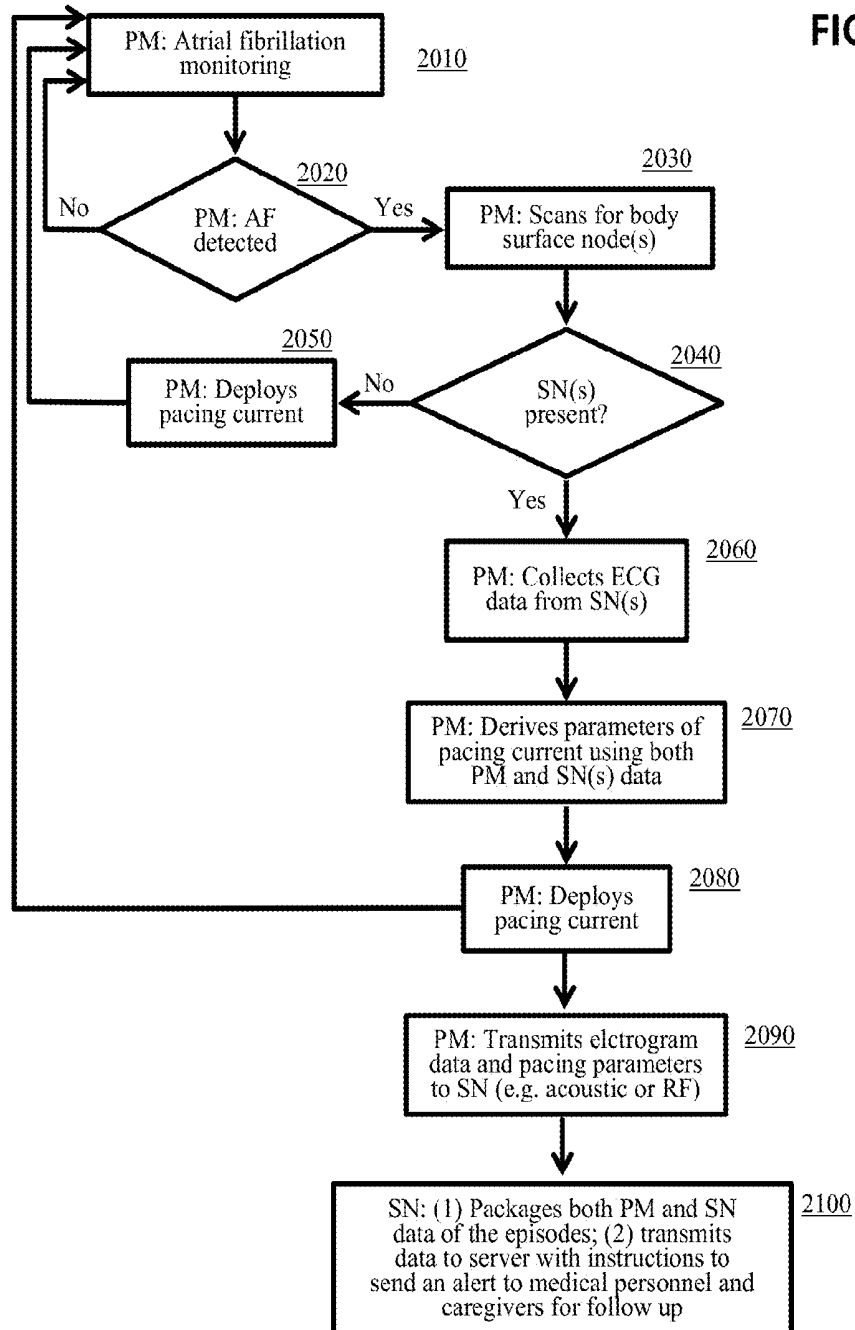 FIG
PM: Atrial fibrillation
monitoring
2010
2020
PM: AF
detected
No
Yes
2030
PM: Scans for body
surface node(s)
2040
SN(s)
present?
No
Yes
2050
PM: Deploys
pacing current
2060
PM: Collects ECG
data from SN(s)
2070
PM: Derives parameters of
pacing current using both
PM and SN(s) data
2080
PM: Deploys
pacing current
2090
PM: Transmits elctrogram
data and pacing parameters
to SN (e.g. acoustic or RF)
2100
SN: (1) Packages both PM and SN
data of the episodes; (2) transmits
data to server with instructions to
send an alert to medical personnel and
caregivers for follow up